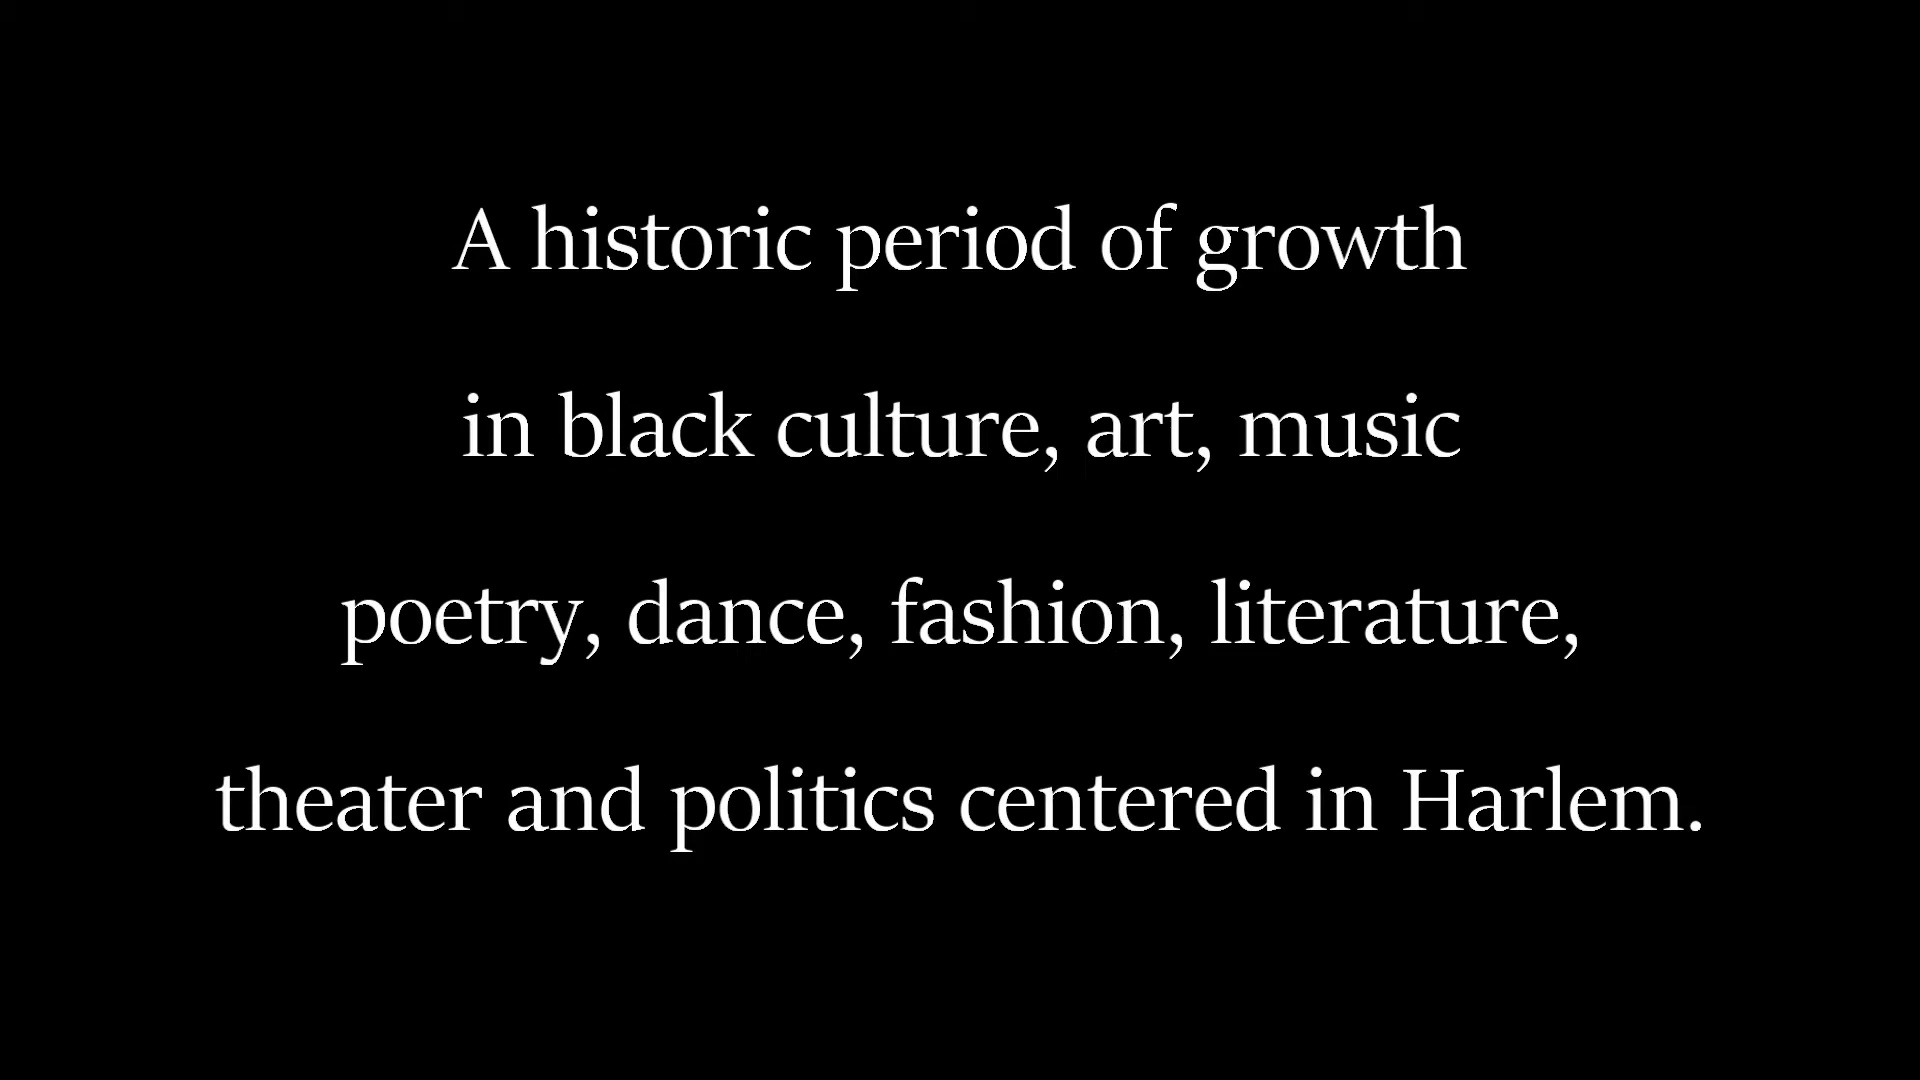 A historic period of growth
in black culture, art, music
poetry, dance, fashion, literature,
theater and politics centered in Harlem.